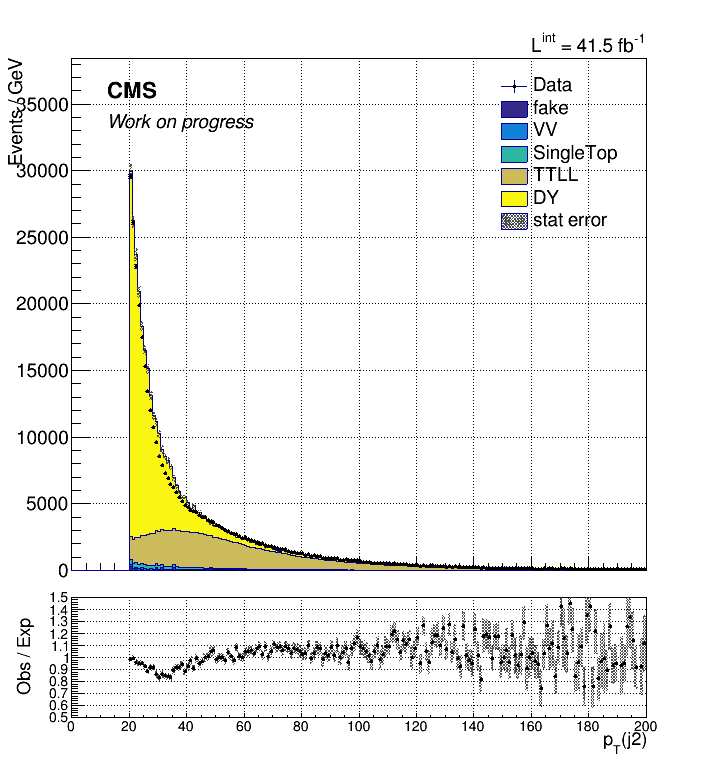 L^int = 41.5 fb^-1
Events / GeV
CMS
Work on progress
Data
fake
VV
SingleTop
TTLL
DY
stat error
35000
30000
25000
20000
15000
10000
5000
0
Obs / Exp
1.5
1.4
1.3
1.2
1.1
1
0.9
0.8
0.7
0.6
0.5
0 20 40 60 80 100 120 140 160 180 200
p_T(j2)